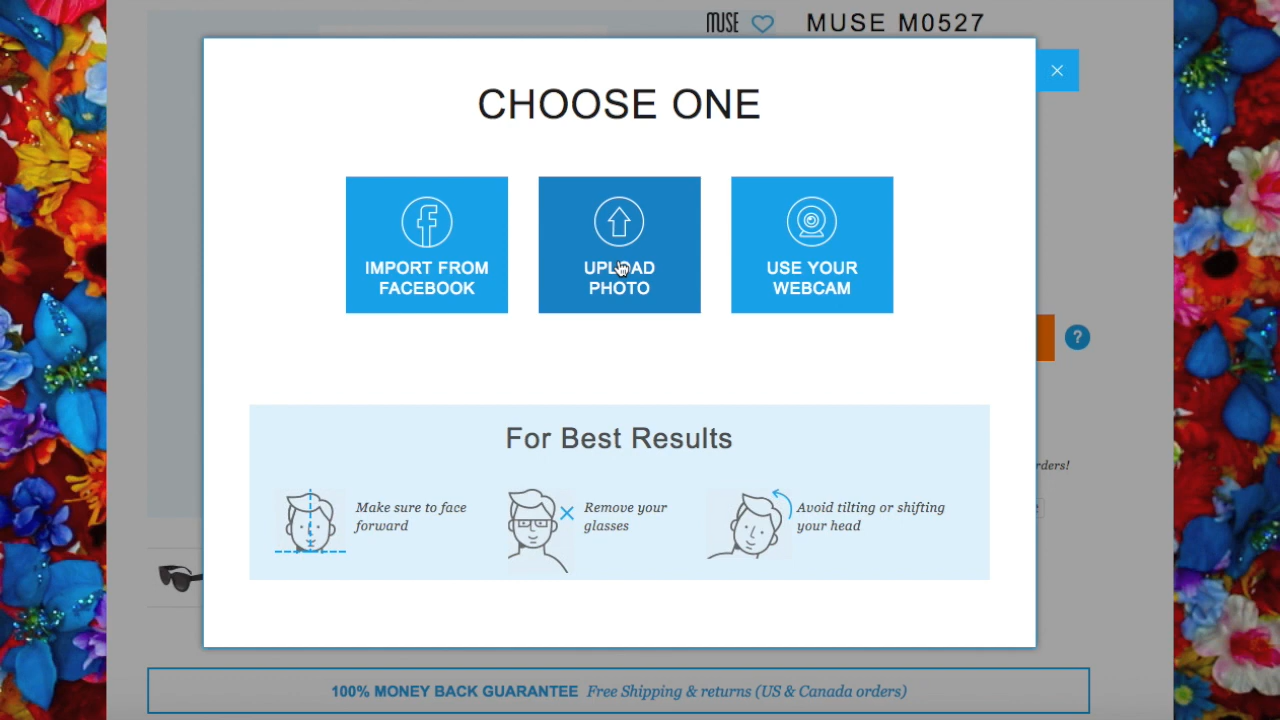 MUSE MUSE M0527
CHOOSE ONE
IMPORT FROM
FACEBOOK
UPLOAD
PHOTO
USE YOUR
WEBCAM
?
For Best Results
Make sure to face
forward
Remove your
glasses
Avoid tilting or shifting
your head
rders!
100% MONEY BACK GUARANTEE Free Shipping & returns (US & Canada orders)